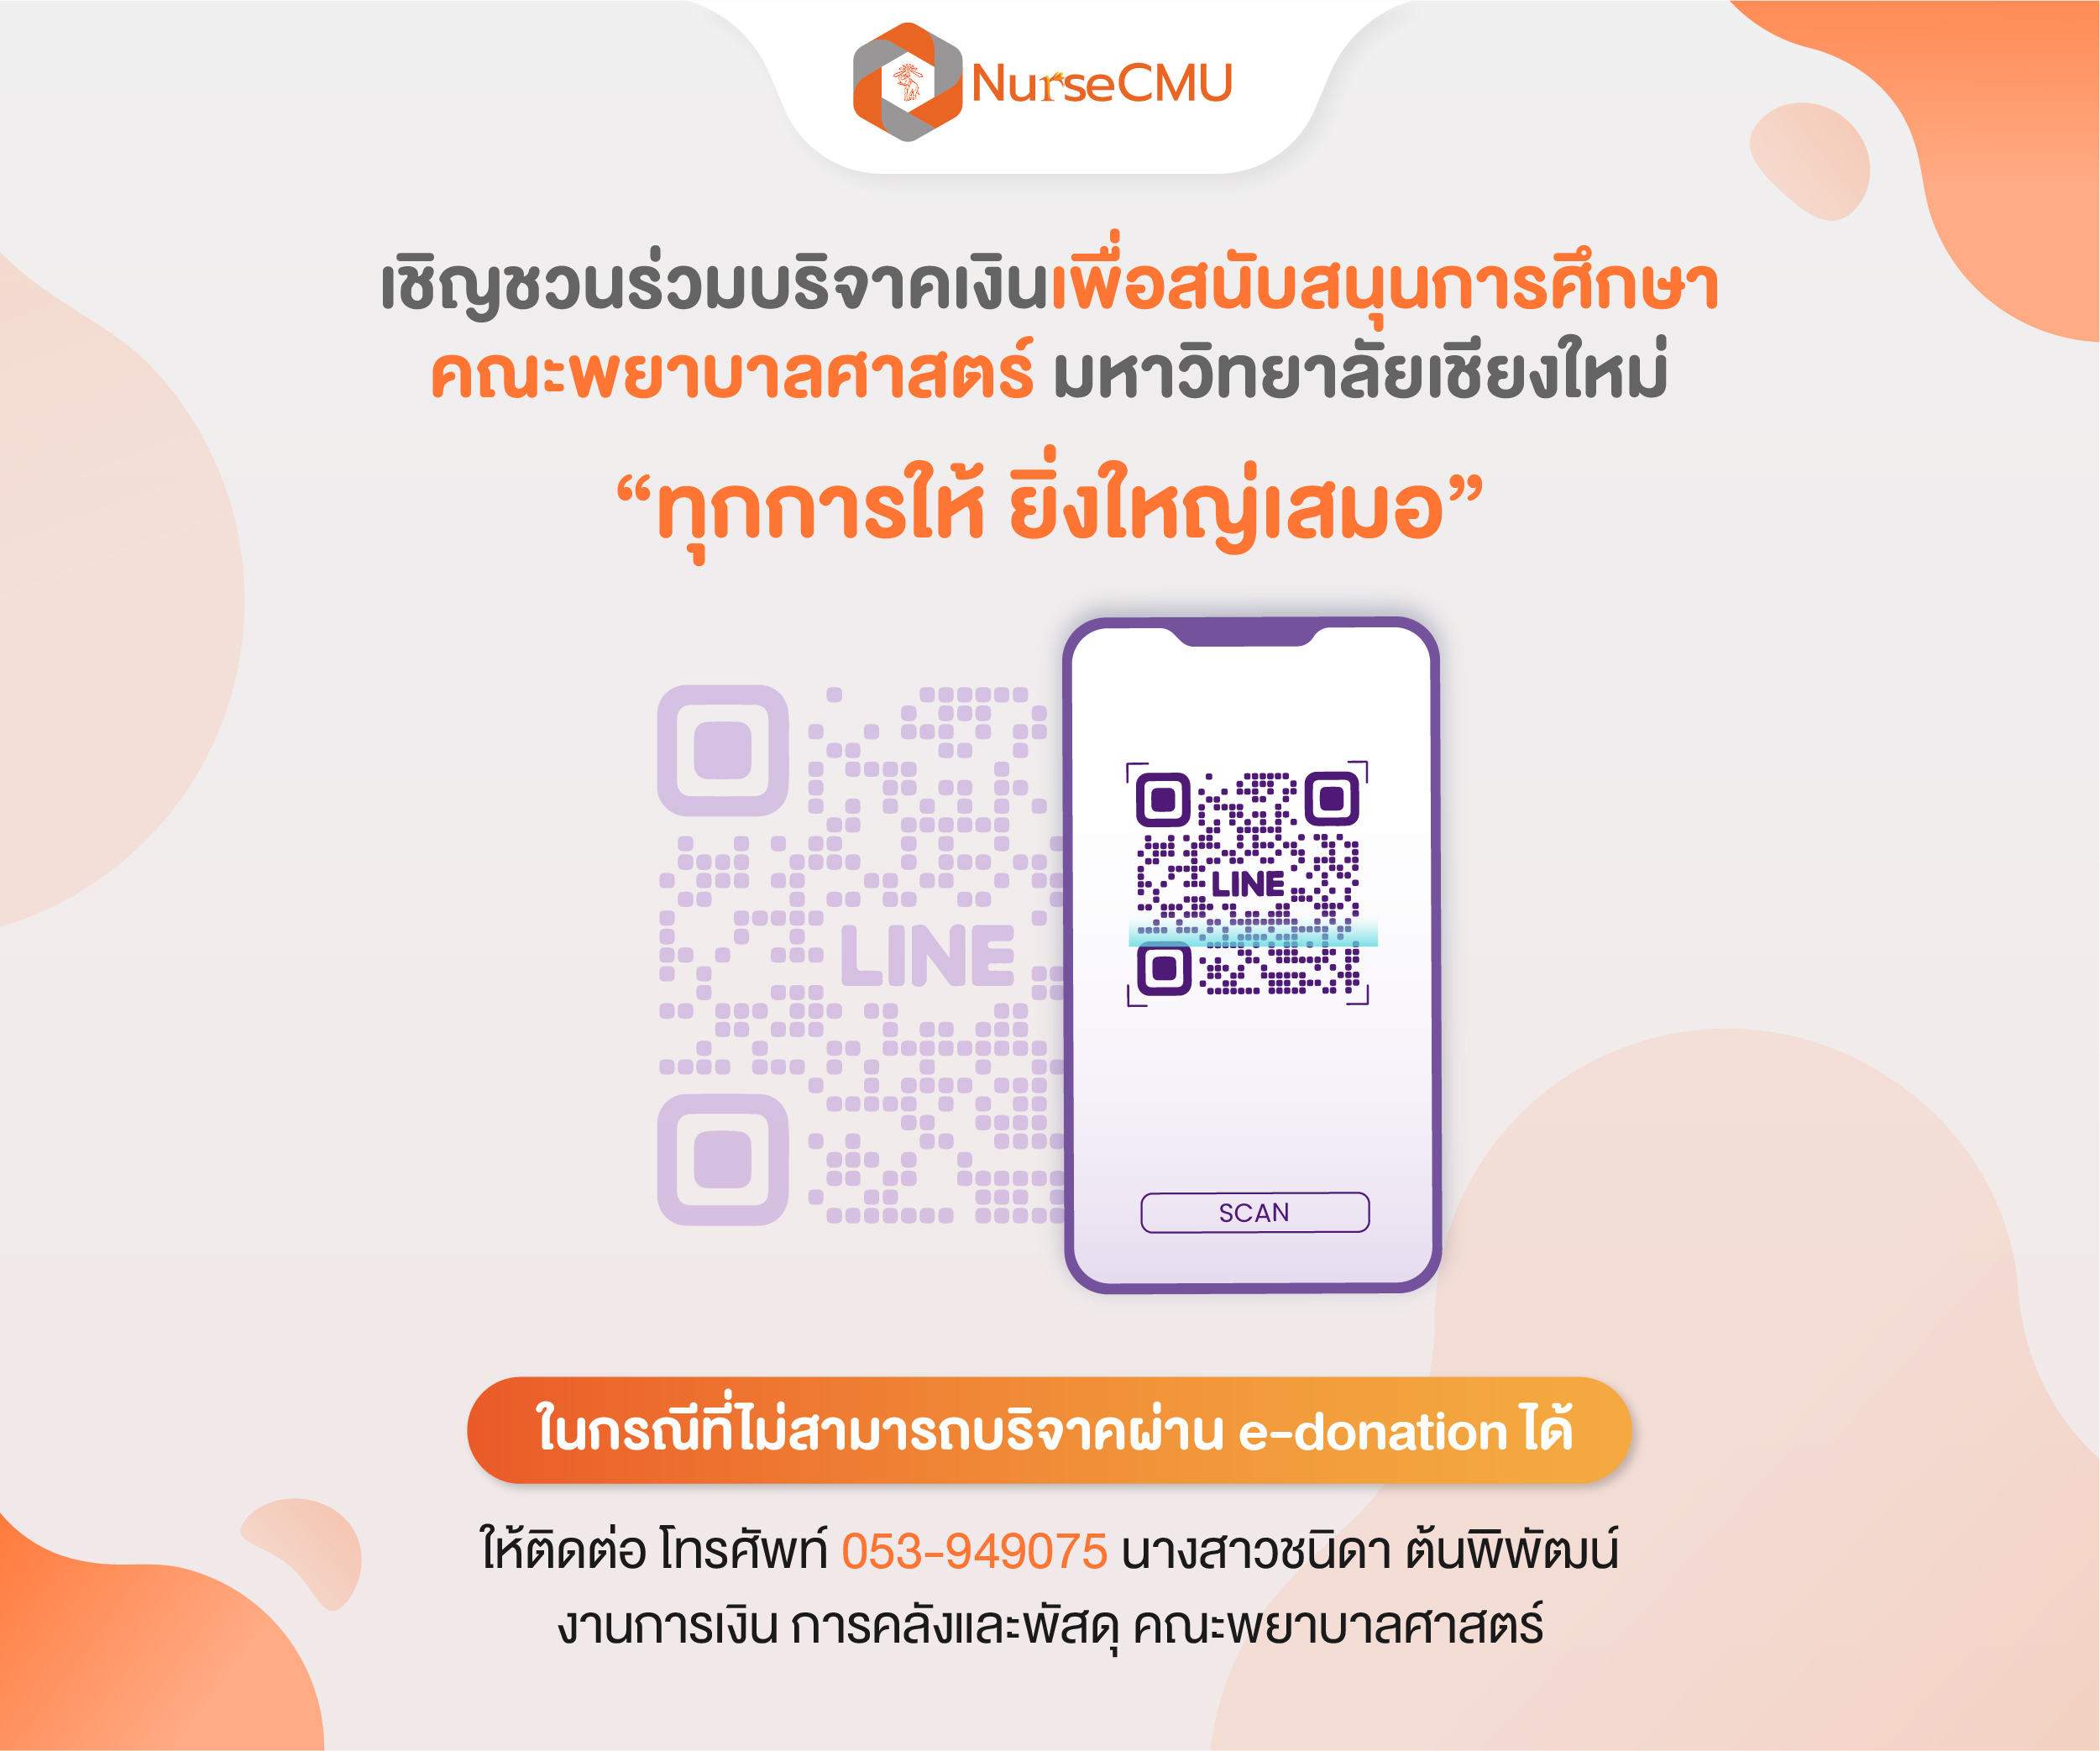 NurseCMU
เชิญชวนร่วมบริจาคเงินเพื่อสนับสนุนการศึกษา
คณะพยาบาลศาสตร์ มหาวิทยาลัยเชียงใหม่
“ทุกการให้ ยิ่งใหญ่เสมอ”
LINE
LINE
SCAN
ในกรณีที่ไม่สามารถบริจาคผ่าน e-donation ได้
ให้ติดต่อ โทรศัพท์ 053-949075 นางสาวชนิดา ต้นพิพัฒน์
งานการเงิน การคลังและพัสดุ คณะพยาบาลศาสตร์